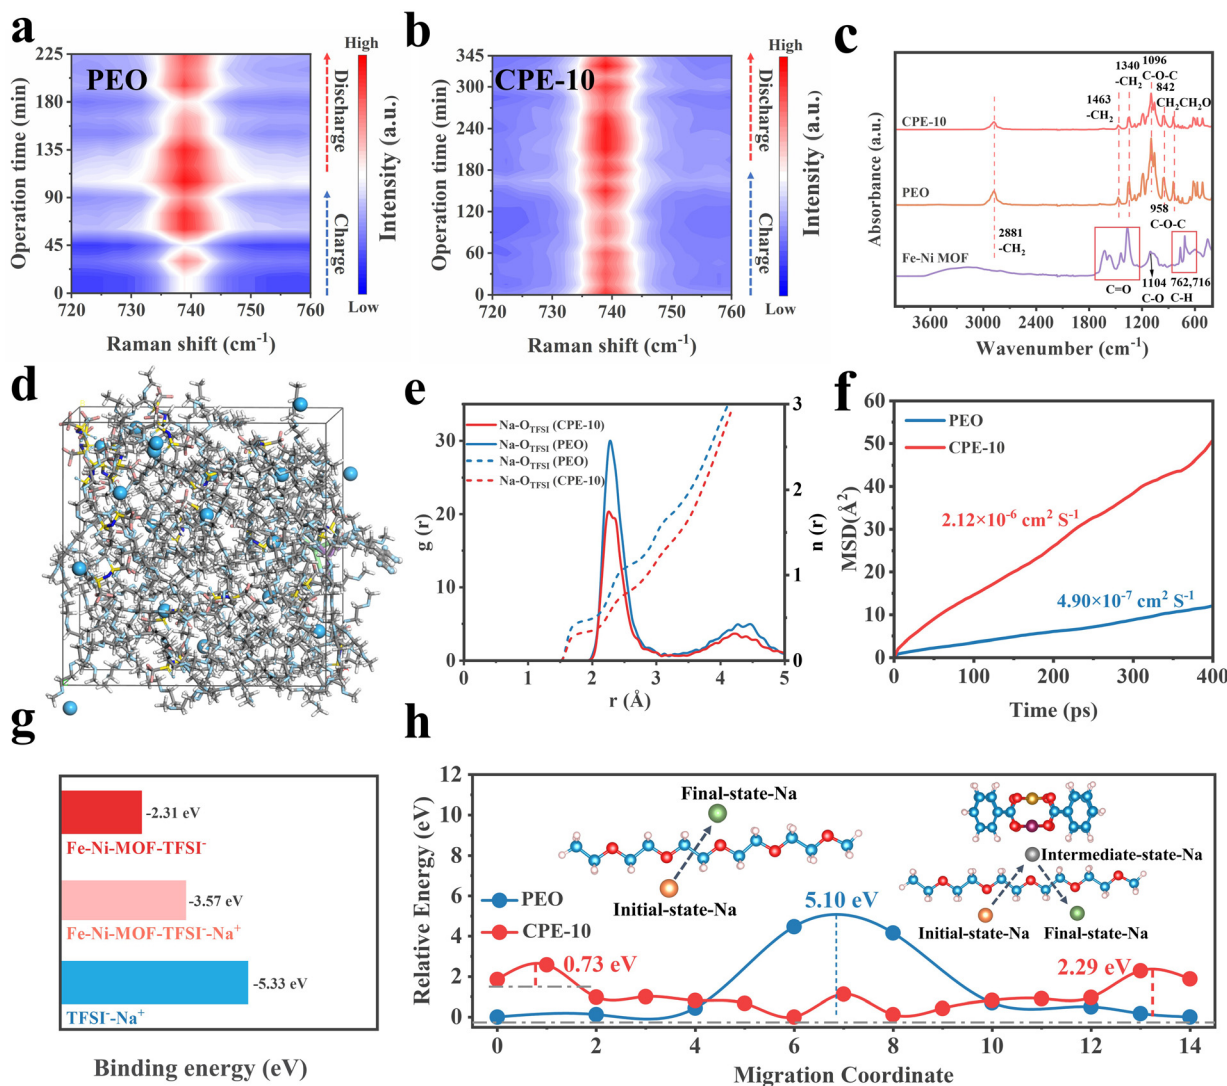 a
PEO
Operation time (min)
225
180
135
90
45
0
720
730
740
750
760
Raman shift (cm⁻¹)
Discharge
Charge
High
Low
Intensity (a.u.)
b
CPE-10
Operation time (min)
345
300
240
180
120
60
0
720
730
740
750
760
Raman shift (cm⁻¹)
Discharge
Charge
High
Low
Intensity (a.u.)
c
Absorbance (a.u.)
1340
-CH₂
1096
C-O-C
842
CH₂CH₂O
1463
-CH₂
CPE-10
PEO
958
C-O-C
2881
-CH₂
Fe-Ni MOF
C=O
1104
C-O
762,716
C-H
3600
3000
2400
1800
1200
600
Wavenumber (cm⁻¹)
d
e
Na-O_TFSI (CPE-10)
Na-O_TFSI (PEO)
Na-O_TFSI (PEO)
Na-O_TFSI (CPE-10)
g (r)
30
20
10
0
n (r)
3
2
1
0
0
1
2
3
4
5
r (Å)
f
PEO
CPE-10
MSD(Å²)
60
50
40
30
20
10
0
2.12×10⁻⁶ cm² S⁻¹
4.90×10⁻⁷ cm² S⁻¹
0
100
200
300
400
Time (ps)
g
-2.31 eV
Fe-Ni-MOF-TFSI⁻
-3.57 eV
Fe-Ni-MOF-TFSI⁻-Na⁺
-5.33 eV
TFSI⁻-Na⁺
Binding energy (eV)
h
Relative Energy (eV)
12
10
8
6
4
2
0
Final-state-Na
Initial-state-Na
Intermediate-state-Na
Initial-state-Na
Final-state-Na
PEO
CPE-10
5.10 eV
0.73 eV
2.29 eV
0
2
4
6
8
10
12
14
Migration Coordinate